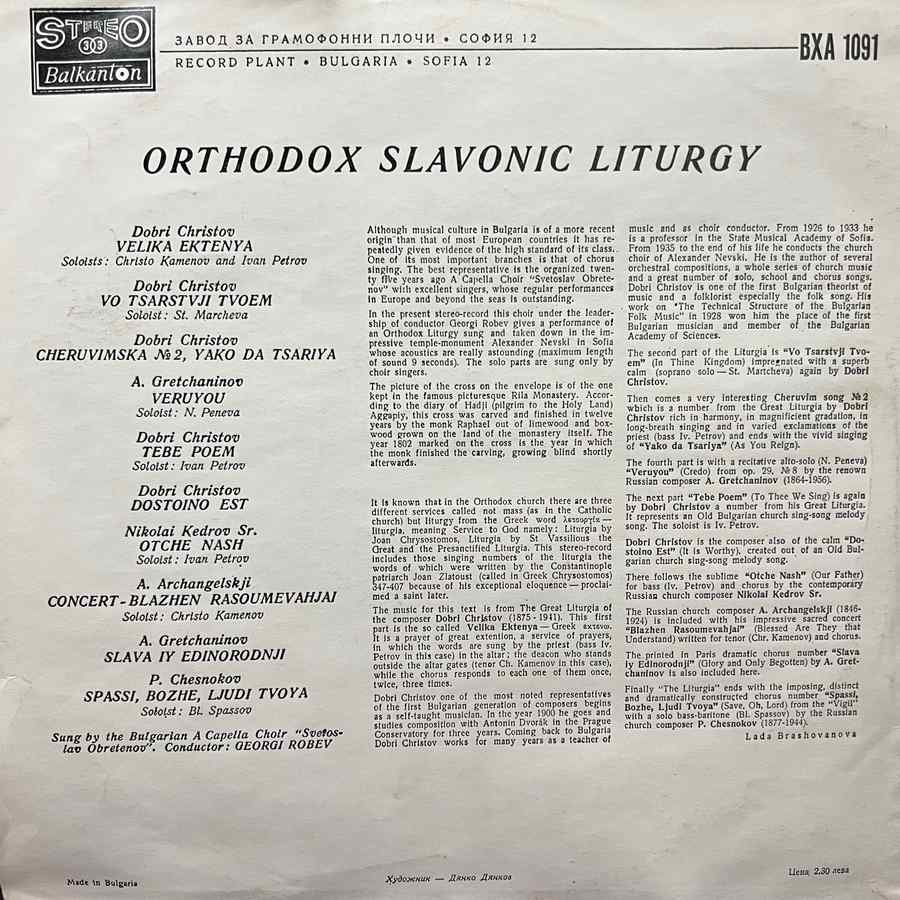 STEREO
33
Balkanton
ЗАВОД ЗА ГРАМОФОННИ ПЛОЧИ • СОФИЯ 12
RECORD PLANT • BULGARIA • SOFIA 12
ВХА 1091
ORTHODOX SLAVONIC LITURGY
Dobri Christov
VELIKA EKTENYA
Soloists: Christo Kamenov and Ivan Petrov
Dobri Christov
VO TSARSTVJI TVOEM
Soloist: St. Marcheva
Dobri Christov
CHERUVIMSKA № 2, YAKO DA TSARIYA
A. Gretchaninov
VERUYOU
Soloist: N. Peneva
Dobri Christov
TEBE POEM
Soloist: Ivan Petrov
Dobri Christov
DOSTOINO EST
Nikolai Kedrov Sr.
OTCHE NASH
Soloist: Ivan Petrov
A. Archangelskji
CONCERT-BLAZHEN RASOUMEVAHJAI
Soloist: Christo Kamenov
A. Gretchaninov
SLAVA IY EDINORODNJI
P. Chesnokov
SPASSI, BOZHE, LJUDI TVOYA
Soloist: Bl. Spassov
Sung by the Bulgarian A Capella Choir "Svetos-
lav Obretenov". Conductor: GEORGI ROBEV
Although musical culture in Bulgaria is of a more recent
origin than that of most European countries it has re-
peatedly given evidence of the high standard of its class.
One of its most important branches is that of chorus
singing. The best representative is the organized twen-
ty five years ago A Capella Choir "Svetoslav Obrete-
nov" with excellent singers, whose regular performances
in Europe and beyond the seas is outstanding.
In the present stereo-record this choir under the leader-
ship of conductor Georgi Robev gives a performance of
an Orthodox Liturgy sung and taken down in the im-
pressive temple-monument Alexander Nevski in Sofia
whose acoustics are really astounding (maximum length
of sound 9 seconds). The solo parts are sung only by
choir singers.
The picture of the cross on the envelope is of the one
kept in the famous picturesque Rila Monastery. Accor-
ding to the diary of Hadji (pilgrim to the Holy Land)
Aggapiy, this cross was carved and finished in twelve
years by the monk Raphael out of limewood and box-
wood grown on the land of the monastery itself. The
year 1802 marked on the cross is the year in which
the monk finished the carving, growing blind shortly
afterwards.
It is known that in the Orthodox church there are three
different services called not mass (as in the Catholic
church) but liturgy from the Greek word λειτουργία —
liturgia, meaning Service to God namely: Liturgia by
Joan Chrysostomos, Liturgia by St Vassilious the
Great and the Presanctified Liturgia. This stereo-record
includes those singing numbers of the liturgia the
words of which were written by the Constantinople
patriarch Joan Zlatoust (called in Greek Chrysostomos)
347-407 because of his exceptional eloquence — proclai-
med a saint later.
The music for this text is from The Great Liturgia of
the composer Dobri Christov (1875-1941). This first
part is the so called Velika Ektenya — Greek εκτενω.
It is a prayer of great extention, a service of prayers,
in which the words are sung by the priest (bass Iv.
Petrov in this case) in the altar; the deacon who stands
outside the altar gates (tenor Ch. Kamenov in this case),
while the chorus responds to each one of them once,
twice, three times.
Dobri Christov one of the most noted representatives
of the first Bulgarian generation of composers begins
as a self-taught musician. In the year 1900 he goes and
studies composition with Antonin Dvořák in the Prague
Conservatory for three years. Coming back to Bulgaria
Dobri Christov works for many years as a teacher of
music and as choir conductor. From 1926 to 1933 he
is a professor in the State Musical Academy of Sofia.
From 1935 to the end of his life he conducts the church
choir of Alexander Nevski. He is the author of several
orchestral compositions, a whole series of church music
and a great number of solo, school and chorus songs.
Dobri Christov is one of the first Bulgarian theorist of
music and a folklorist especially the folk song. His
work on "The Technical Structure of the Bulgarian
Folk Music" in 1928 won him the place of the first
Bulgarian musician and member of the Bulgarian
Academy of Sciences.
The second part of the Liturgia is "Vo Tsarstvji Tvo-
em" (In Thine Kingdom) impregnated with a superb
calm (soprano solo — St. Martcheva) again by Dobri
Christov.
Then comes a very interesting Cheruvim song № 2
which is a number from the Great Liturgia by Dobri
Christov rich in harmony, in magnificient gradation, in
long-breath singing and in varied exclamations of the
priest (bass Iv. Petrov) and ends with the vivid singing
of "Yako da Tsariya" (As You Reign).
The fourth part is with a recitative alto-solo (N. Peneva)
"Veruyou" (Credo) from op. 29, № 8 by the renown
Russian composer A. Gretchaninov (1864-1956).
The next part "Tebe Poem" (To Thee We Sing) is again
by Dobri Christov a number from his Great Liturgia.
It represents an Old Bulgarian church sing-song melody
song. The soloist is Iv. Petrov.
Dobri Christov is the composer also of the calm "Do-
stoino Est" (It is Worthy), created out of an Old Bul-
garian church sing-song melody song.
There follows the sublime "Otche Nash" (Our Father)
for bass (Iv. Petrov) and chorus by the contemporary
Russian church composer Nikolai Kedrov Sr.
The Russian church composer A. Archangelskji (1846-
1924) is included with his impressive sacred concert
"Blazhen Rasoumevahjai" (Blessed Are They that
Understand) written for tenor (Chr. Kamenov) and chorus.
The printed in Paris dramatic chorus number "Slava
iy Edinorodnji" (Glory and Only Begotten) by A. Gret-
chaninov is also included here.
Finally "The Liturgia" ends with the imposing, distinct
and dramatically constructed chorus number "Spassi,
Bozhe, Ljudi Tvoya" (Save, Oh, Lord) from the "Vigil"
with a solo bass-baritone (Bl. Spassov) by the Russian
church composer P. Chesnokov (1877-1944).
Lada Brashovanova
Made in Bulgaria
Художник — Дянко Дянков
Цена 2.30 лева